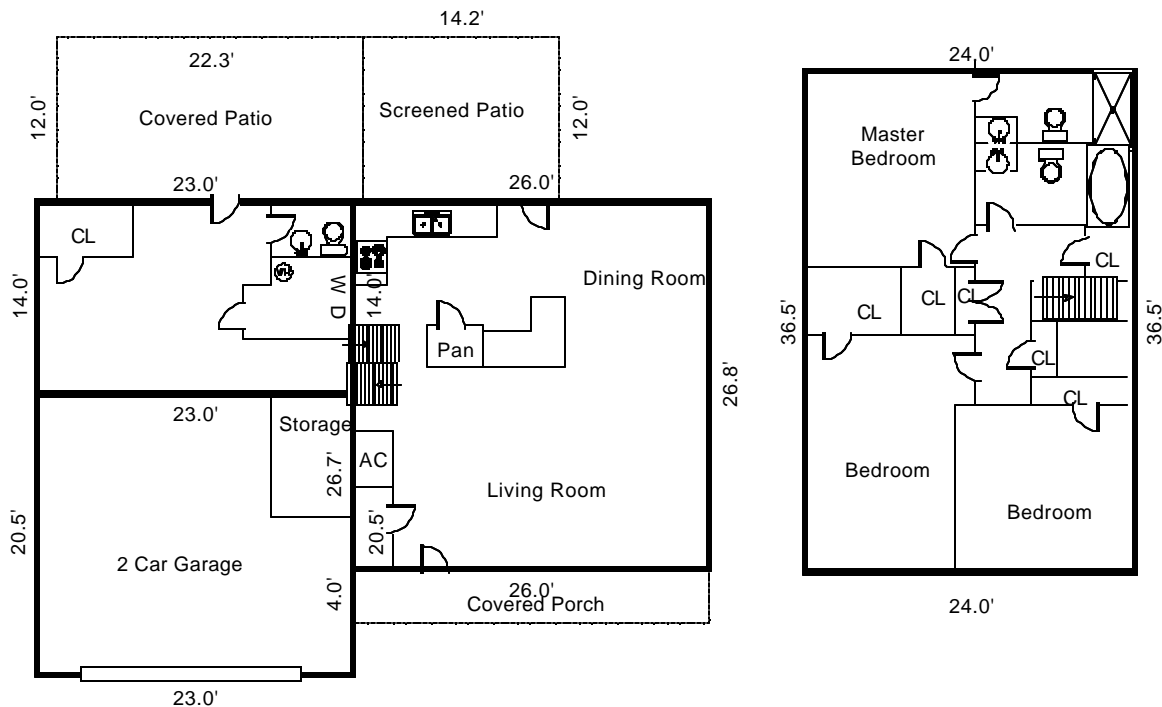 14.2'
22.3'
12.0'
Covered Patio
Screened Patio
12.0'
23.0'
26.0'
CL
14.0'
W D
14.0'
Dining Room
Pan
26.8'
23.0'
Storage
26.7'
AC
Living Room
20.5'
20.5'
2 Car Garage
4.0'
26.0'
Covered Porch
23.0'
24.0'
Master
Bedroom
CL
CL
CL
CL
36.5'
36.5'
CL
CL
Bedroom
Bedroom
24.0'